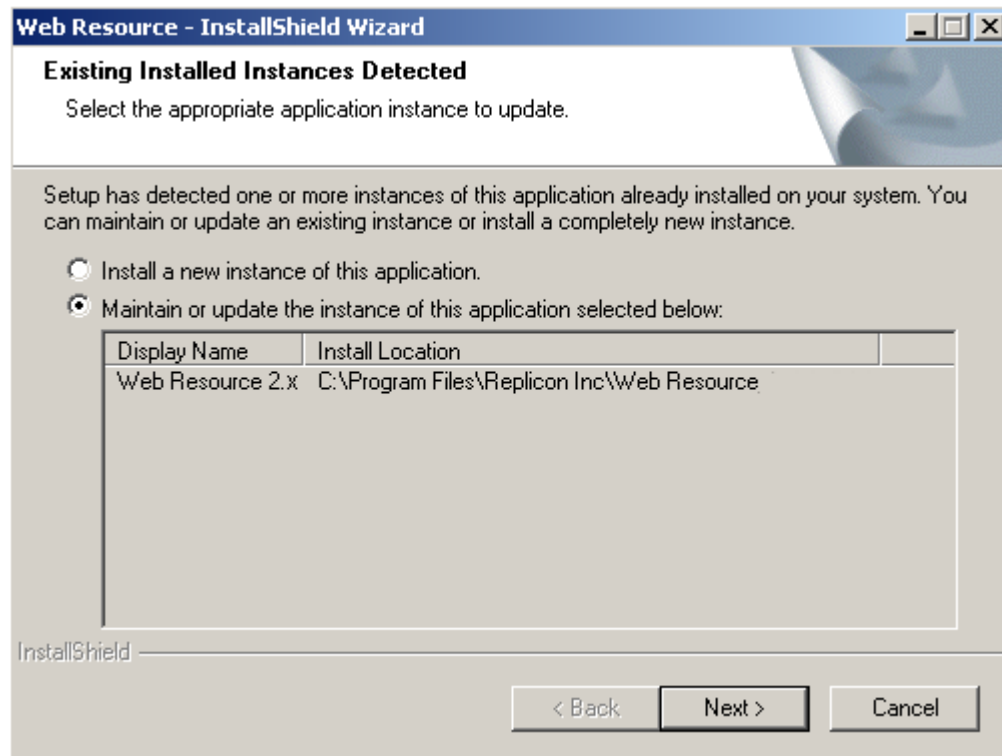 Web Resource - InstallShield Wizard
Existing Installed Instances Detected
Select the appropriate application instance to update.
Setup has detected one or more instances of this application already installed on your system. You
can maintain or update an existing instance or install a completely new instance.
Install a new instance of this application.
Maintain or update the instance of this application selected below:
Display Name Install Location
Web Resource 2.x C:\Program Files\Replicon Inc\Web Resource
InstallShield
< Back Next > Cancel